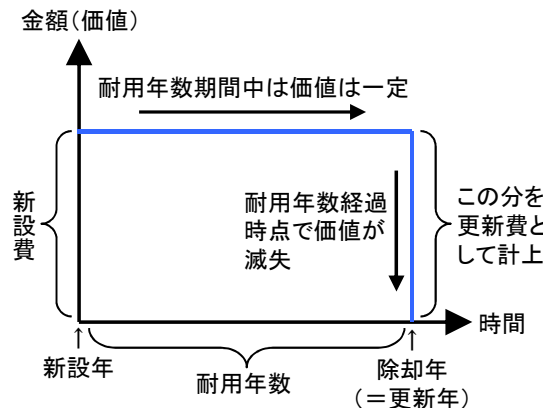 金額(価値)
耐用年数期間中は価値は一定
新設費
耐用年数経過
時点で価値が
滅失
この分を
更新費と
して計上
時間
↑
新設年
耐用年数
↑
除却年
(=更新年)